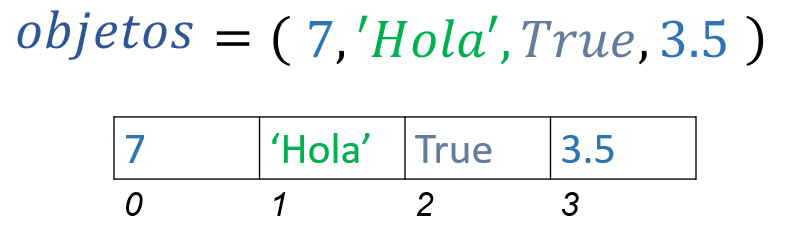 objetos = ( 7, 'Hola', True, 3.5 )
7 ‘Hola’ True 3.5
0 1 2 3